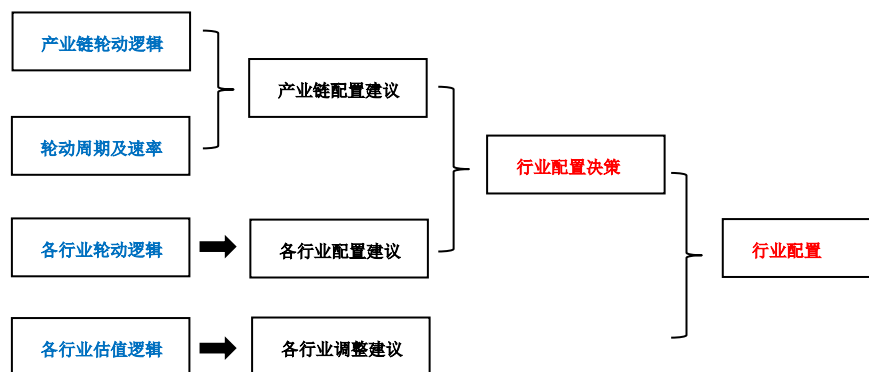 产业链轮动逻辑
产业链配置建议
轮动周期及速率
行业配置决策
各行业轮动逻辑
各行业配置建议
行业配置
各行业估值逻辑
各行业调整建议